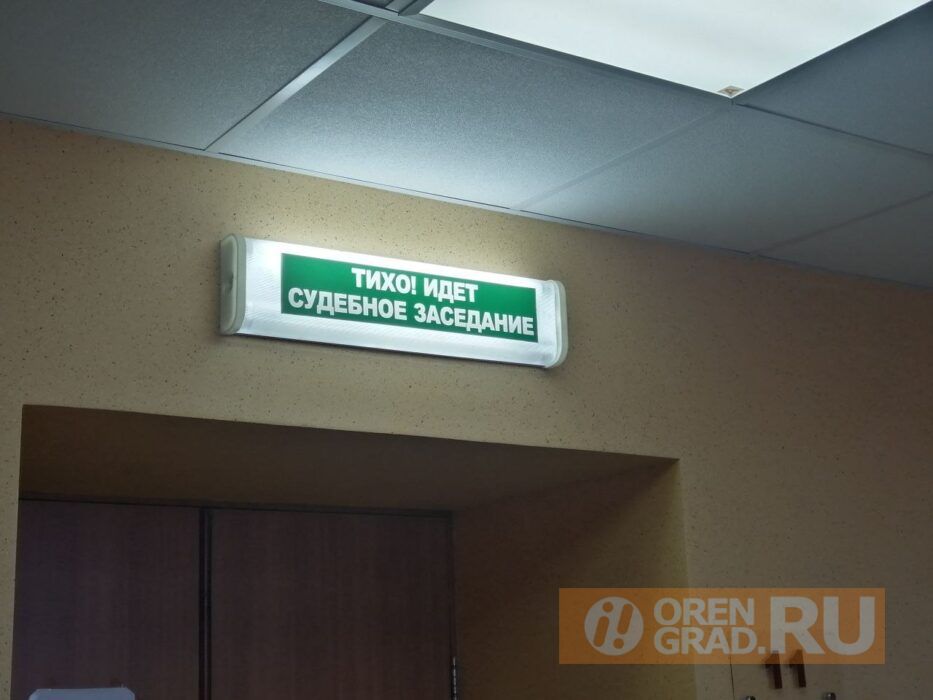 ТИХО! ИДЕТ
СУДЕБНОЕ ЗАСЕДАНИЕ
OREN
GRAD.RU
11